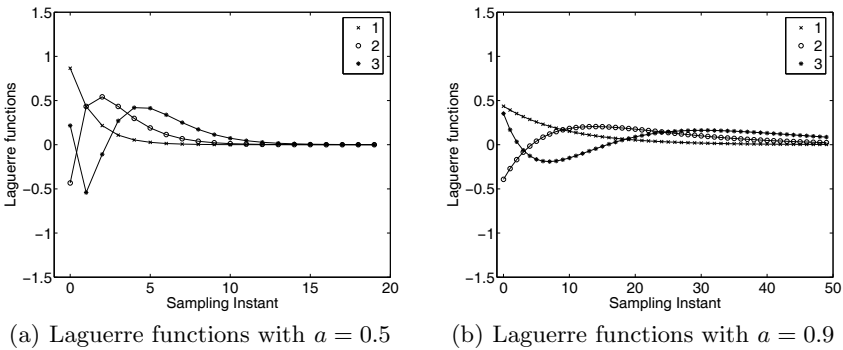 1.5
1
0.5
0
−0.5
−1
−1.5
Laguerre functions
0 5 10 15 20
Sampling Instant
1
2
3
(a) Laguerre functions with a = 0.5
1.5
1
0.5
0
−0.5
−1
−1.5
Laguerre functions
0 10 20 30 40 50
Sampling Instant
1
2
3
(b) Laguerre functions with a = 0.9